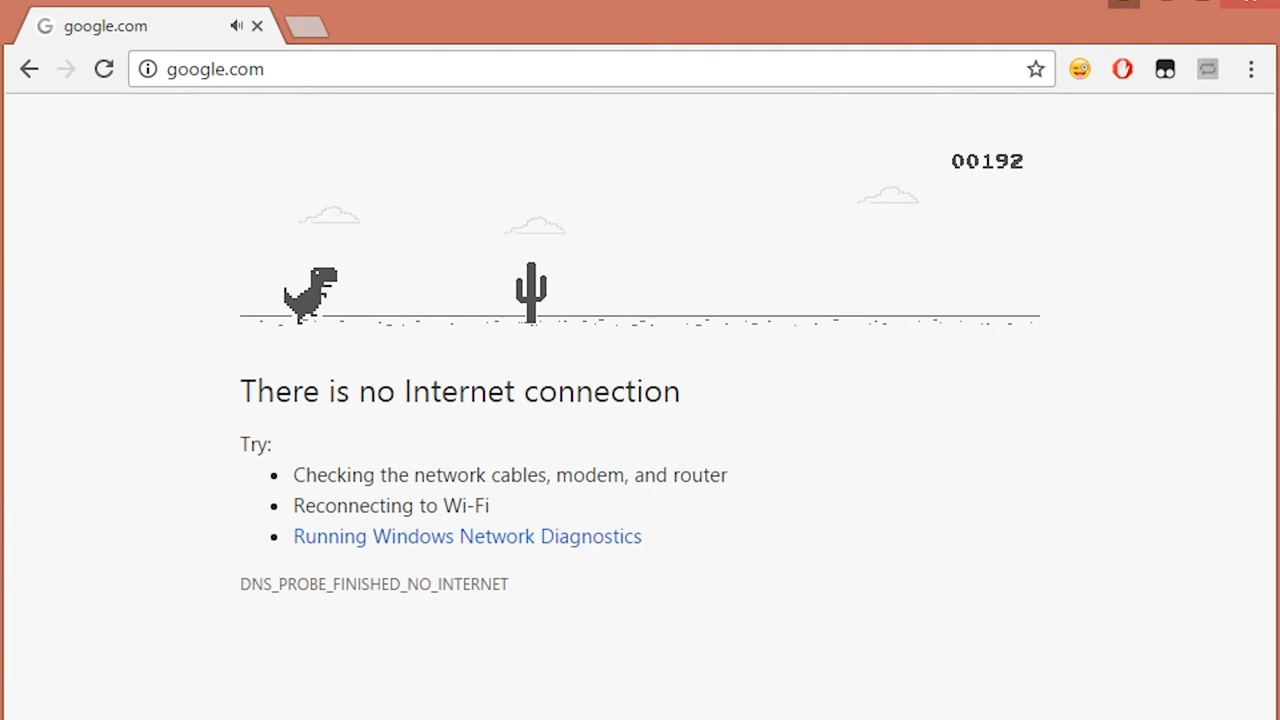 google.com
google.com
00192
There is no Internet connection
Try:
Checking the network cables, modem, and router
Reconnecting to Wi-Fi
Running Windows Network Diagnostics
DNS_PROBE_FINISHED_NO_INTERNET